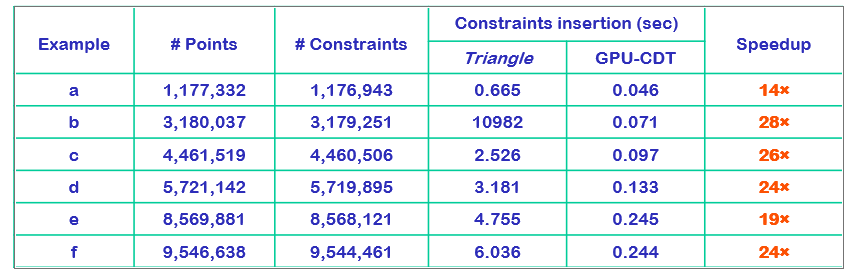 Example # Points # Constraints Constraints insertion (sec) Speedup
Triangle GPU-CDT
a 1,177,332 1,176,943 0.665 0.046 14×
b 3,180,037 3,179,251 10982 0.071 28×
c 4,461,519 4,460,506 2.526 0.097 26×
d 5,721,142 5,719,895 3.181 0.133 24×
e 8,569,881 8,568,121 4.755 0.245 19×
f 9,546,638 9,544,461 6.036 0.244 24×